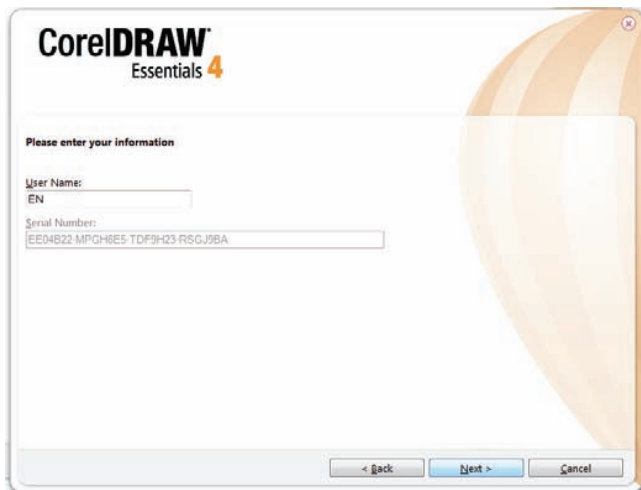 CorelDRAW
Essentials 4
Please enter your information
User Name:
EN
Serial Number:
EE04B22-MPGH6E5-TDF9H23-RSGJ9BA
< Back Next > Cancel